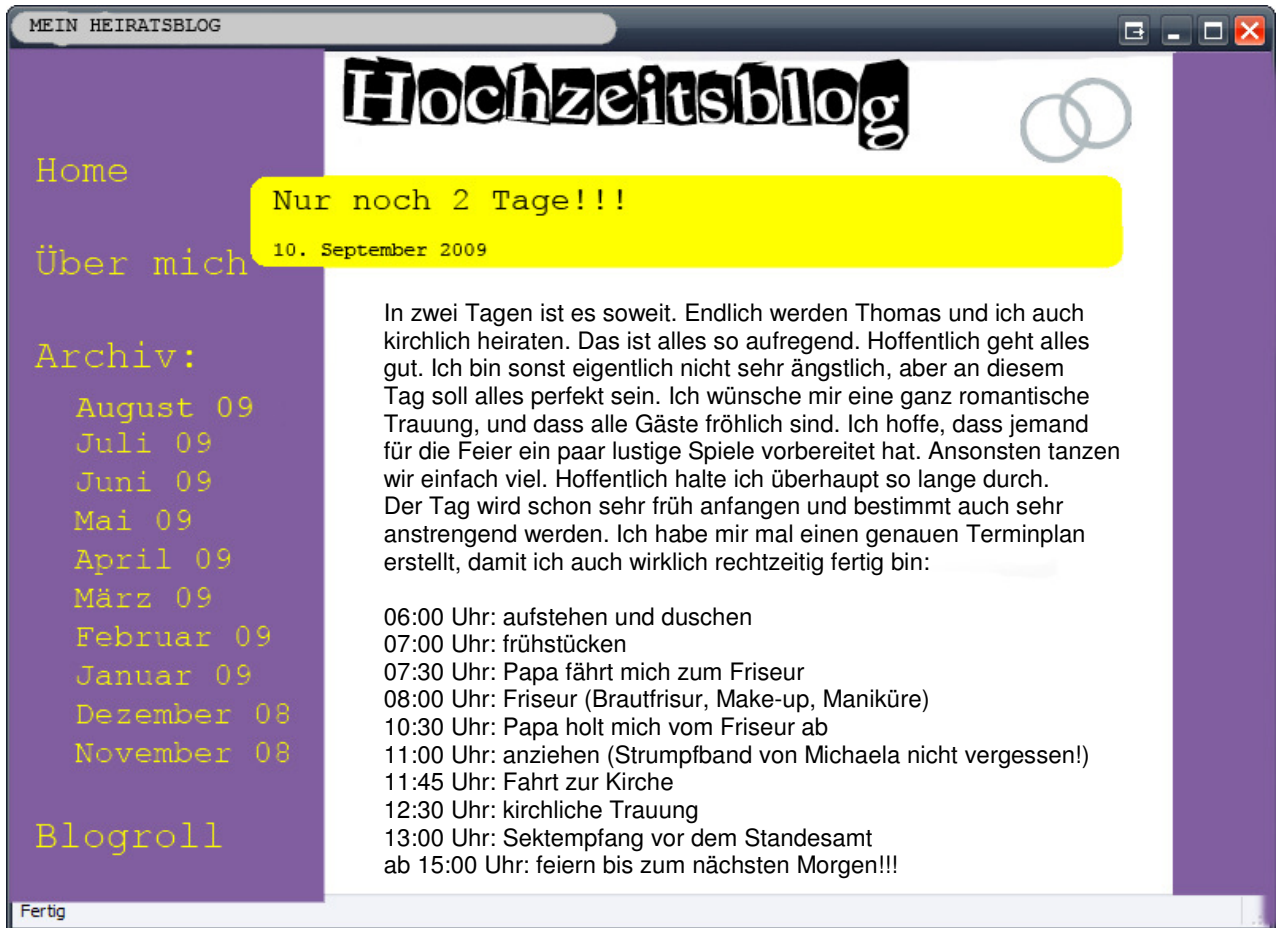 MEIN HEIRATSBLOG
Hochzeitsblog
Home
Über mich
Archiv:
August 09
Juli 09
Juni 09
Mai 09
April 09
März 09
Februar 09
Januar 09
Dezember 08
November 08
Blogroll
Nur noch 2 Tage!!!
10. September 2009
In zwei Tagen ist es soweit. Endlich werden Thomas und ich auch
kirchlich heiraten. Das ist alles so aufregend. Hoffentlich geht alles
gut. Ich bin sonst eigentlich nicht sehr ängstlich, aber an diesem
Tag soll alles perfekt sein. Ich wünsche mir eine ganz romantische
Trauung, und dass alle Gäste fröhlich sind. Ich hoffe, dass jemand
für die Feier ein paar lustige Spiele vorbereitet hat. Ansonsten tanzen
wir einfach viel. Hoffentlich halte ich überhaupt so lange durch.
Der Tag wird schon sehr früh anfangen und bestimmt auch sehr
anstrengend werden. Ich habe mir mal einen genauen Terminplan
erstellt, damit ich auch wirklich rechtzeitig fertig bin:
06:00 Uhr: aufstehen und duschen
07:00 Uhr: frühstücken
07:30 Uhr: Papa fährt mich zum Friseur
08:00 Uhr: Friseur (Brautfrisur, Make-up, Maniküre)
10:30 Uhr: Papa holt mich vom Friseur ab
11:00 Uhr: anziehen (Strumpfband von Michaela nicht vergessen!)
11:45 Uhr: Fahrt zur Kirche
12:30 Uhr: kirchliche Trauung
13:00 Uhr: Sektempfang vor dem Standesamt
ab 15:00 Uhr: feiern bis zum nächsten Morgen!!!
Fertig